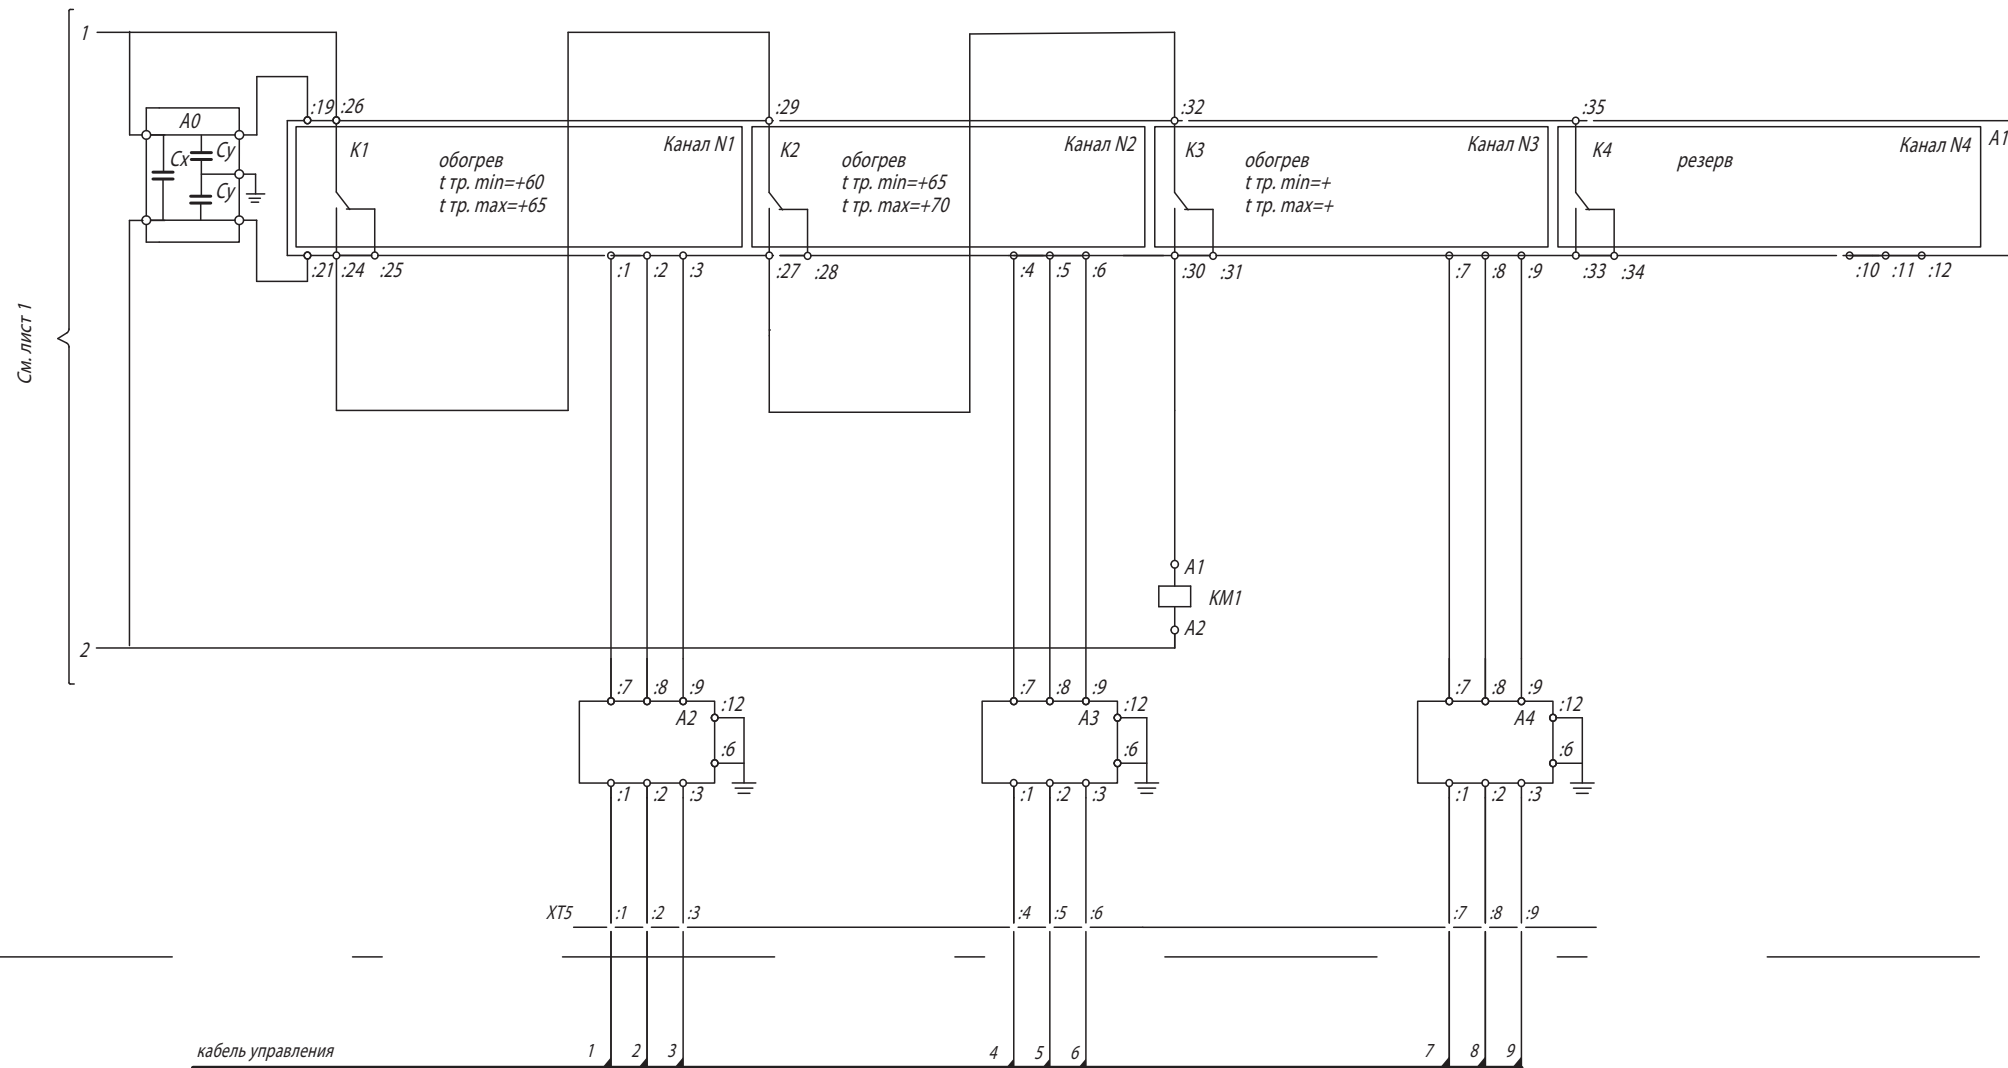 1
:19 :26 :29 :32 :35
A0
Cx Cy
Cy
K1
Канал N1
обогрев
t тр. min=+60
t тр. max=+65
K2
Канал N2
обогрев
t тр. min=+65
t тр. max=+70
K3
Канал N3
обогрев
t тр. min=+
t тр. max=+
K4
Канал N4
резерв
A1
:21 :24 :25 :1 :2 :3 :27 :28 :4 :5 :6 :30 :31 :7 :8 :9 :33 :34 :10 :11 :12
См. лист 1
A1
KM1
A2
2
:7 :8 :9 :12
A2
:6
:1 :2 :3
:7 :8 :9 :12
A3
:6
:1 :2 :3
:7 :8 :9 :12
A4
:6
:1 :2 :3
XT5 :1 :2 :3 :4 :5 :6 :7 :8 :9
кабель управления 1 2 3 4 5 6 7 8 9